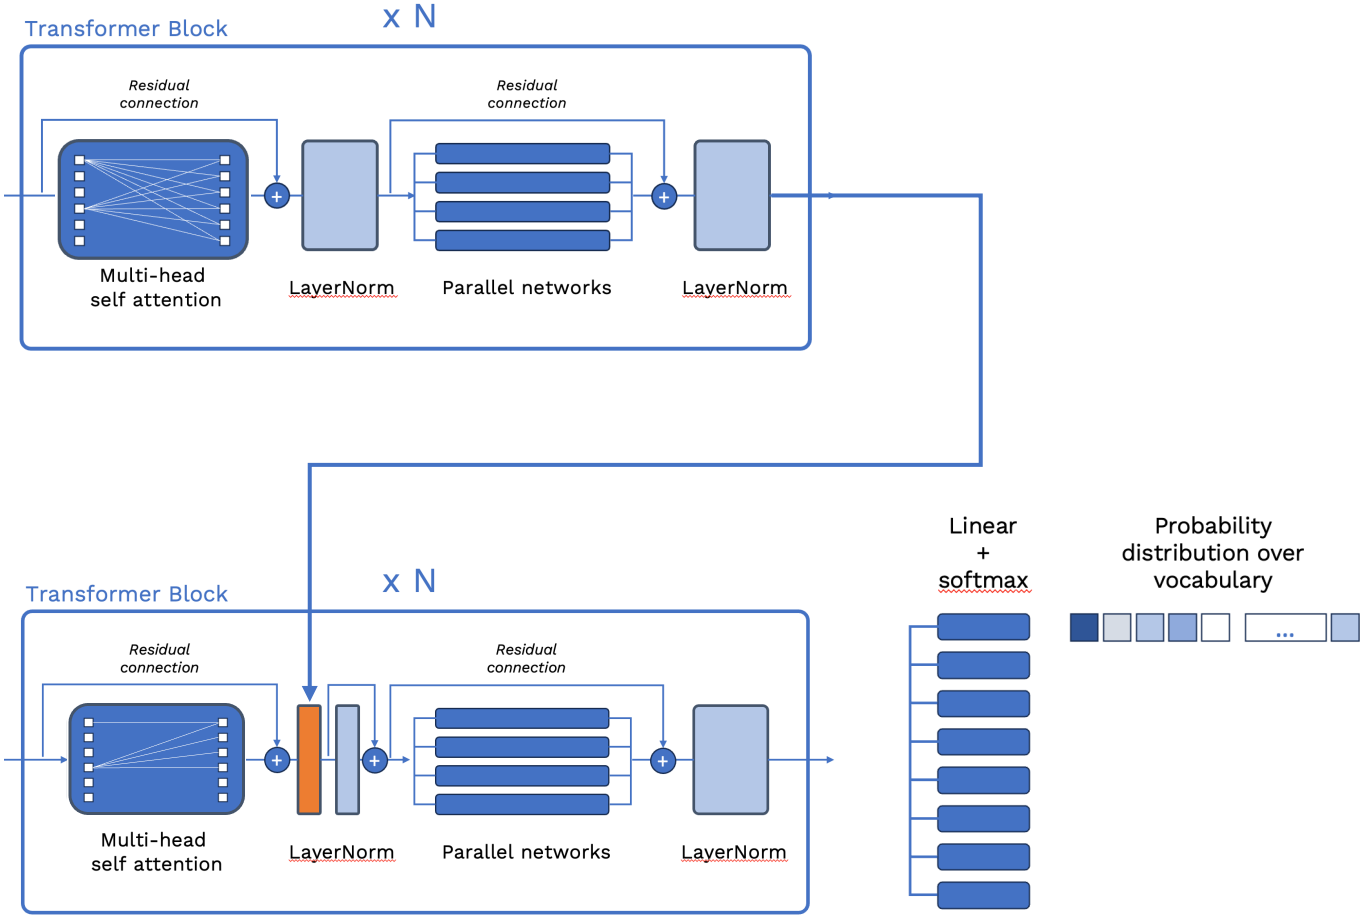 x N
Transformer Block
Residual
connection
Residual
connection
+
+
Multi-head
self attention
LayerNorm
Parallel networks
LayerNorm
Linear
+
softmax
Probability
distribution over
vocabulary
x N
Transformer Block
...
Residual
connection
Residual
connection
+
+
+
Multi-head
self attention
LayerNorm
Parallel networks
LayerNorm